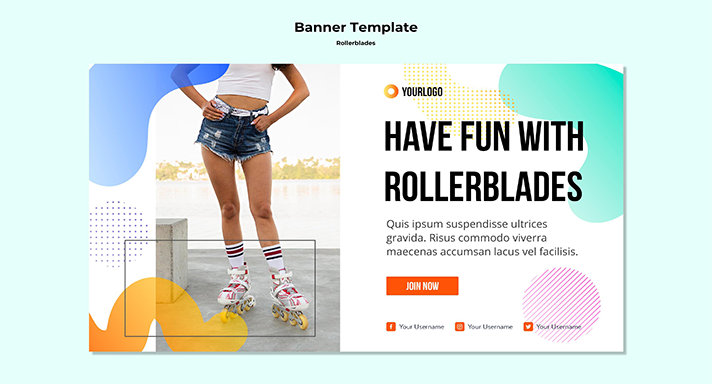 Banner Template
Rollerblades
YOURLOGO
HAVE FUN WITH
ROLLERBLADES
Quis ipsum suspendisse ultrices
gravida. Risus commodo viverra
maecenas accumsan lacus vel facilisis.
JOIN NOW
Your Username
Your Username
Your Username